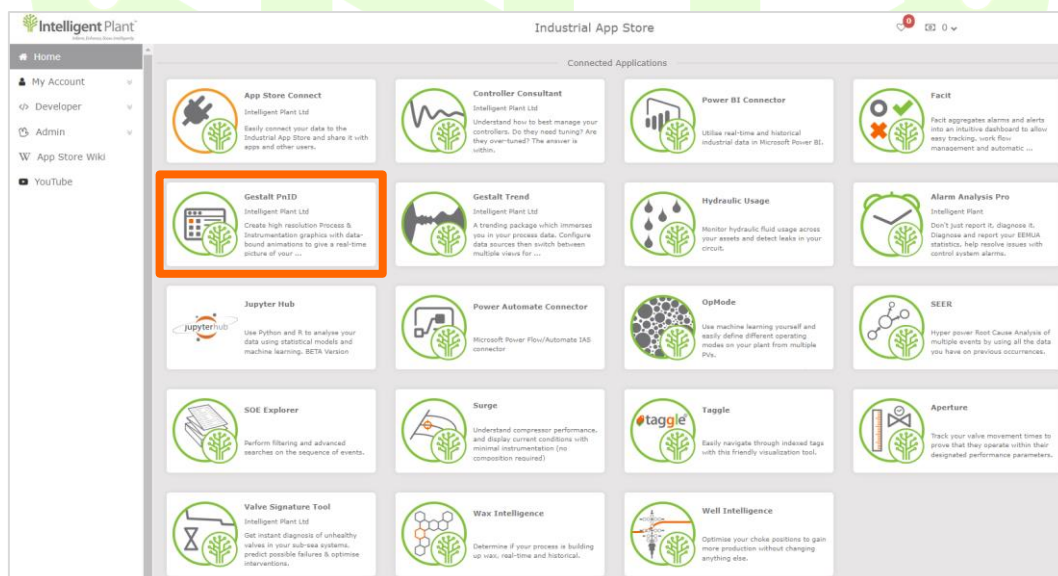 Intelligent Plant
Industrial App Store
0
0
Home
My Account
Developer
Admin
App Store Wiki
YouTube
Connected Applications
App Store Connect
Intelligent Plant Ltd
Easily connect your data to the
Industrial App Store and share it with
apps and other users.
Controller Consultant
Intelligent Plant Ltd
Understand how to best manage your
controllers. Do they need tuning? Are
they over-tuned? The answer is
within.
Power BI Connector
Utilise real-time and historical
industrial data in Microsoft Power BI.
Facit
Facit aggregates alarms and alerts
into an intuitive dashboard to allow
easy tracking, work flow
management and automatic ...
Gestalt PnID
Intelligent Plant Ltd
Create high resolution Process &
Instrumentation graphics with data-
bound animations to give a real-time
picture of your ...
Gestalt Trend
Intelligent Plant Ltd
A trending package which immerses
you in your process data. Configure
data sources then switch between
multiple views for ...
Hydraulic Usage
Monitor hydraulic fluid usage across
your assets and detect leaks in your
circuit.
Alarm Analysis Pro
Intelligent Plant
Don't just report it, diagnose it.
Diagnose and report your EEMUA
statistics, help resolve issues with
control system alarms.
jupyterhub
Jupyter Hub
Use Python and R to analyse your
data using statistical models and
machine learning. BETA Version
Power Automate Connector
Microsoft Power Flow/Automate IAS
connector
OpMode
Use machine learning yourself and
easily define different operating
modes on your plant from multiple
PVs.
SEER
Hyper power Root Cause Analysis of
multiple events by using all the data
you have on previous occurrences.
SOE Explorer
Perform filtering and advanced
searches on the sequence of events.
Surge
Understand compressor performance,
and display current conditions with
minimal instrumentation (no
composition required)
taggle
Taggle
Easily navigate through indexed tags
with this friendly visualization tool.
Aperture
Track your valve movement times to
prove that they operate within their
designated performance parameters.
Valve Signature Tool
Intelligent Plant Ltd
Get instant diagnosis of unhealthy
valves in your sub-sea systems,
predict possible failures & optimise
interventions.
Wax Intelligence
Determine if your process is building
up wax, real-time and historical.
Well Intelligence
Optimise your choke positions to gain
more production without changing
anything else.